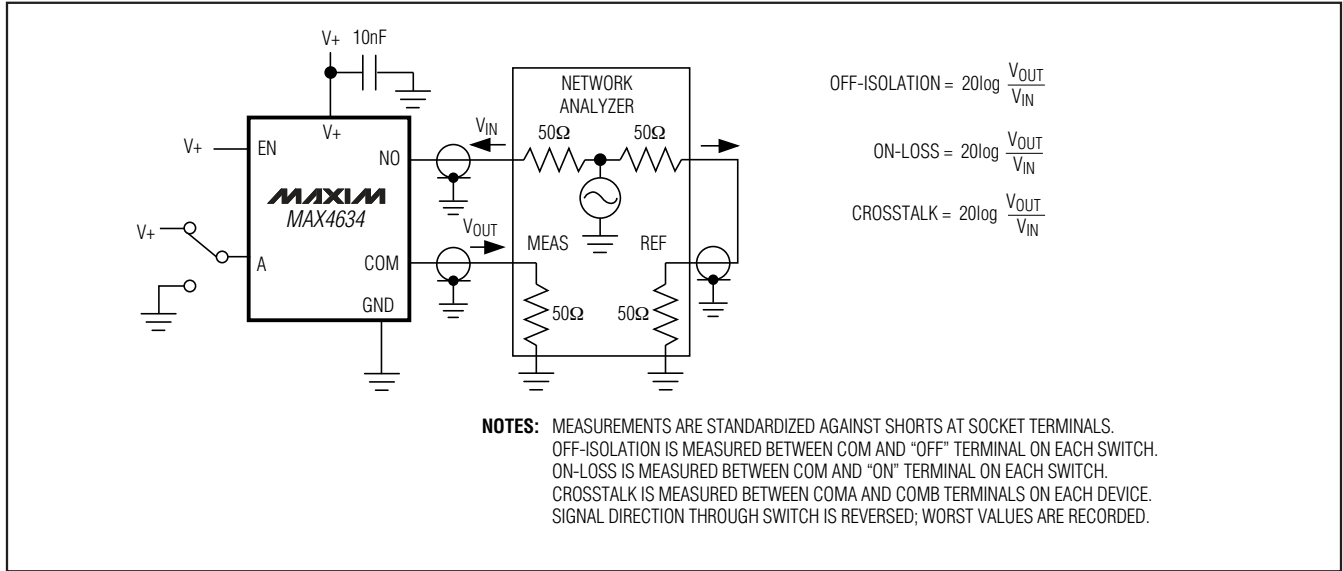 V+ 10nF
V+
V+ EN
NO
MAXIM
MAX4634
V+
A
COM
GND
VIN
VOUT
NETWORK
ANALYZER
50Ω 50Ω
MEAS REF
50Ω 50Ω
OFF-ISOLATION = 20log VOUT
VIN
ON-LOSS = 20log VOUT
VIN
CROSSTALK = 20log VOUT
VIN
NOTES: MEASUREMENTS ARE STANDARDIZED AGAINST SHORTS AT SOCKET TERMINALS.
OFF-ISOLATION IS MEASURED BETWEEN COM AND “OFF” TERMINAL ON EACH SWITCH.
ON-LOSS IS MEASURED BETWEEN COM AND “ON” TERMINAL ON EACH SWITCH.
CROSSTALK IS MEASURED BETWEEN COMA AND COMB TERMINALS ON EACH DEVICE.
SIGNAL DIRECTION THROUGH SWITCH IS REVERSED; WORST VALUES ARE RECORDED.